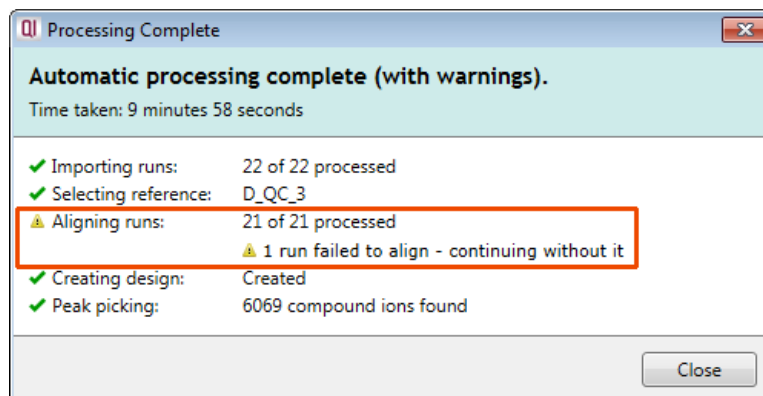 QI Processing Complete
Automatic processing complete (with warnings).
Time taken: 9 minutes 58 seconds
Importing runs: 22 of 22 processed
Selecting reference: D_QC_3
Aligning runs: 21 of 21 processed
1 run failed to align - continuing without it
Creating design: Created
Peak picking: 6069 compound ions found
Close